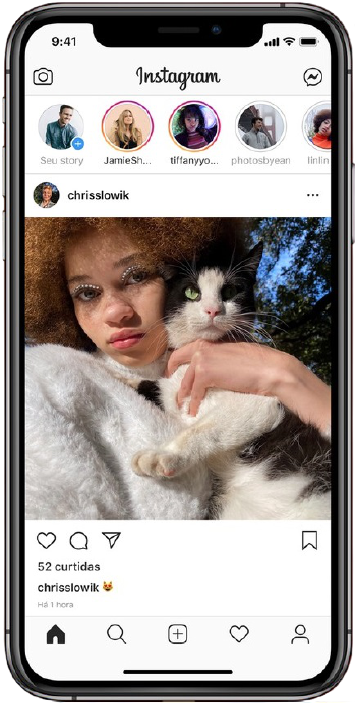 9:41
Instagram
Seu story JamieSh... tiffanyyo... photosbyean linlin
chrisslowik
52 curtidas
chrisslowik
Há 1 hora